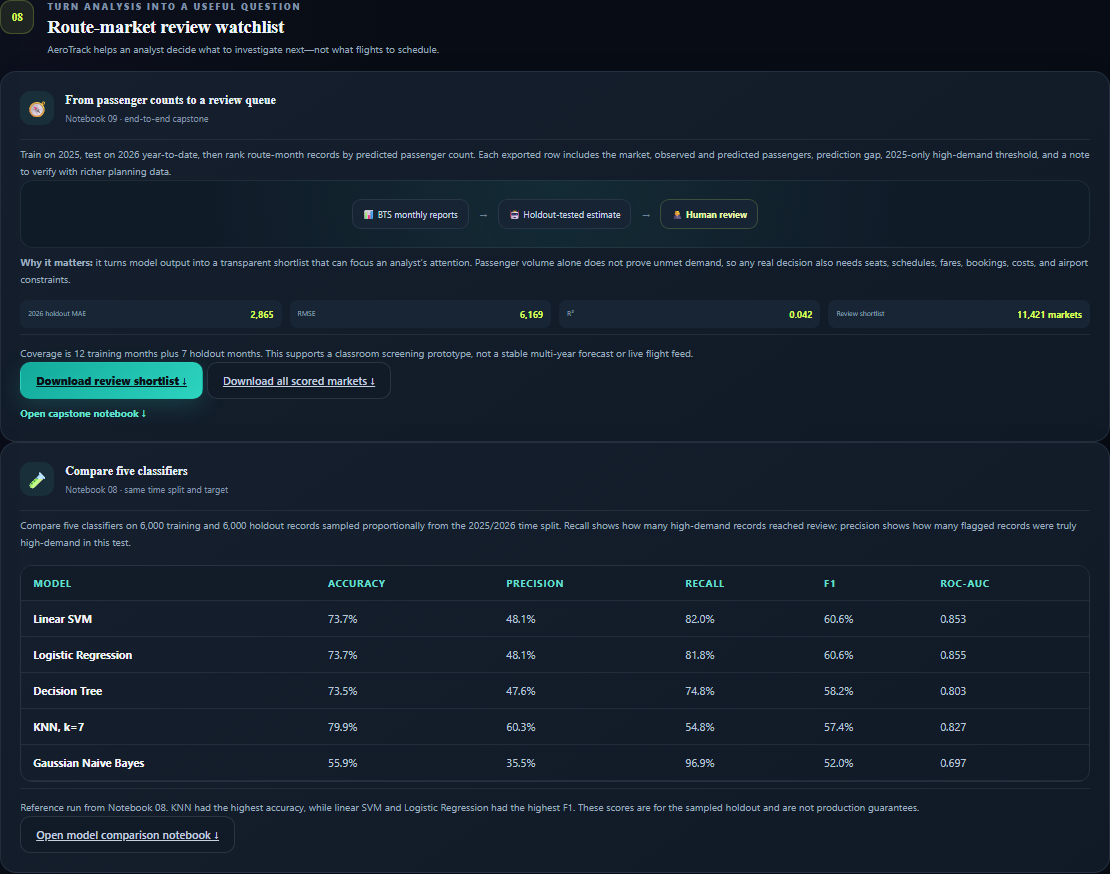 08
TURN ANALYSIS INTO A USEFUL QUESTION
Route-market review watchlist
AeroTrack helps an analyst decide what to investigate next—not what flights to schedule.
From passenger counts to a review queue
Notebook 09 · end-to-end capstone
Train on 2025, test on 2026 year-to-date, then rank route-month records by predicted passenger count. Each exported row includes the market, observed and predicted passengers, prediction gap, 2025-only high-demand threshold, and a note
to verify with richer planning data.
BTS monthly reports → Holdout-tested estimate → Human review
Why it matters: it turns model output into a transparent shortlist that can focus an analyst's attention. Passenger volume alone does not prove unmet demand, so any real decision also needs seats, schedules, fares, bookings, costs, and airport
constraints.
2026 holdout MAE 2,865 RMSE 6,169 R² 0.042 Review shortlist 11,421 markets
Coverage is 12 training months plus 7 holdout months. This supports a classroom screening prototype, not a stable multi-year forecast or live flight feed.
Download review shortlist ↓ Download all scored markets ↓
Open capstone notebook ↓
Compare five classifiers
Notebook 08 · same time split and target
Compare five classifiers on 6,000 training and 6,000 holdout records sampled proportionally from the 2025/2026 time split. Recall shows how many high-demand records reached review; precision shows how many flagged records were truly
high-demand in this test.
MODEL ACCURACY PRECISION RECALL F1 ROC-AUC
Linear SVM 73.7% 48.1% 82.0% 60.6% 0.853
Logistic Regression 73.7% 48.1% 81.8% 60.6% 0.855
Decision Tree 73.5% 47.6% 74.8% 58.2% 0.803
KNN, k=7 79.9% 60.3% 54.8% 57.4% 0.827
Gaussian Naive Bayes 55.9% 35.5% 96.9% 52.0% 0.697
Reference run from Notebook 08. KNN had the highest accuracy, while linear SVM and Logistic Regression had the highest F1. These scores are for the sampled holdout and are not production guarantees.
Open model comparison notebook ↓